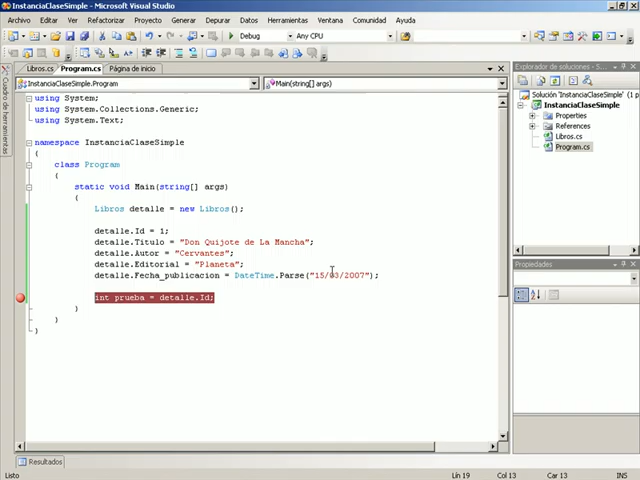 InstanciaClaseSimple - Microsoft Visual Studio
Archivo Editar Ver Refactorizar Proyecto Generar Depurar Datos Herramientas Ventana Comunidad Ayuda
Debug Any CPU
Libros.cs Program.cs Página de inicio
InstanciaClaseSimple.Program Main(string[] args)
Cuadro de herramientas
using System;
using System.Collections.Generic;
using System.Text;
namespace InstanciaClaseSimple
{
class Program
{
static void Main(string[] args)
{
Libros detalle = new Libros();
detalle.Id = 1;
detalle.Titulo = "Don Quijote de La Mancha";
detalle.Autor = "Cervantes";
detalle.Editorial = "Planeta";
detalle.Fecha_publicacion = DateTime.Parse("15/03/2007");
int prueba = detalle.Id;
}
}
}
Explorador de soluciones
Solución 'InstanciaClaseSimple' (1 p
InstanciaClaseSimple
Properties
References
Libros.cs
Program.cs
Propiedades
Resultados
Listo Lín 19 Col 13 Car 13 INS